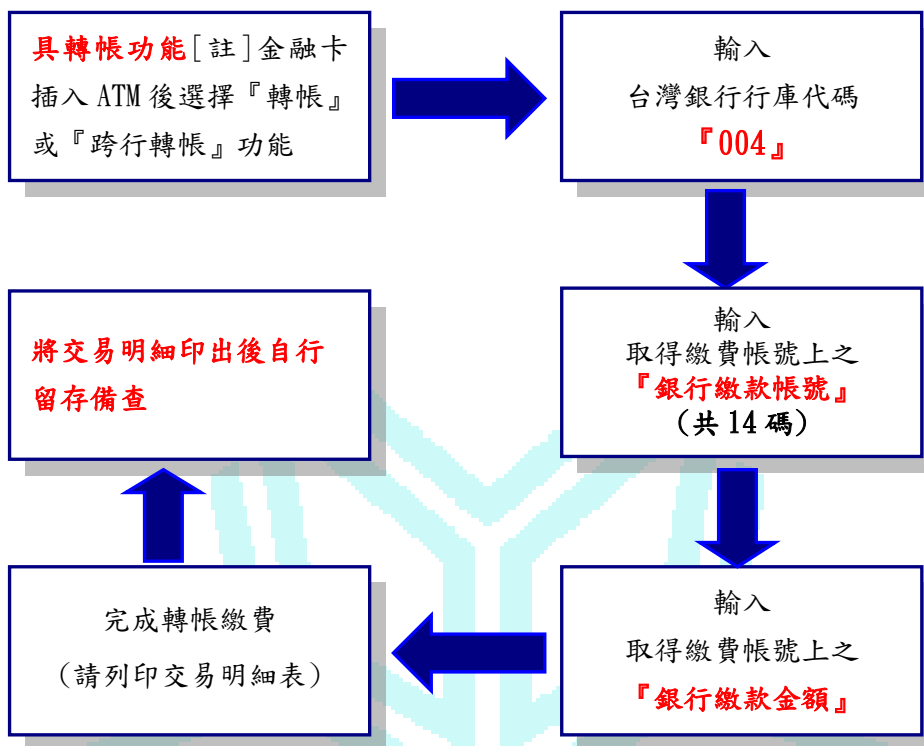 具轉帳功能[註]金融卡
插入 ATM 後選擇『轉帳』
或『跨行轉帳』功能
輸入
台灣銀行行庫代碼
『004』
輸入
取得繳費帳號上之
『銀行繳款帳號』
(共 14 碼)
輸入
取得繳費帳號上之
『銀行繳款金額』
完成轉帳繳費
(請列印交易明細表)
將交易明細印出後自行
留存備查